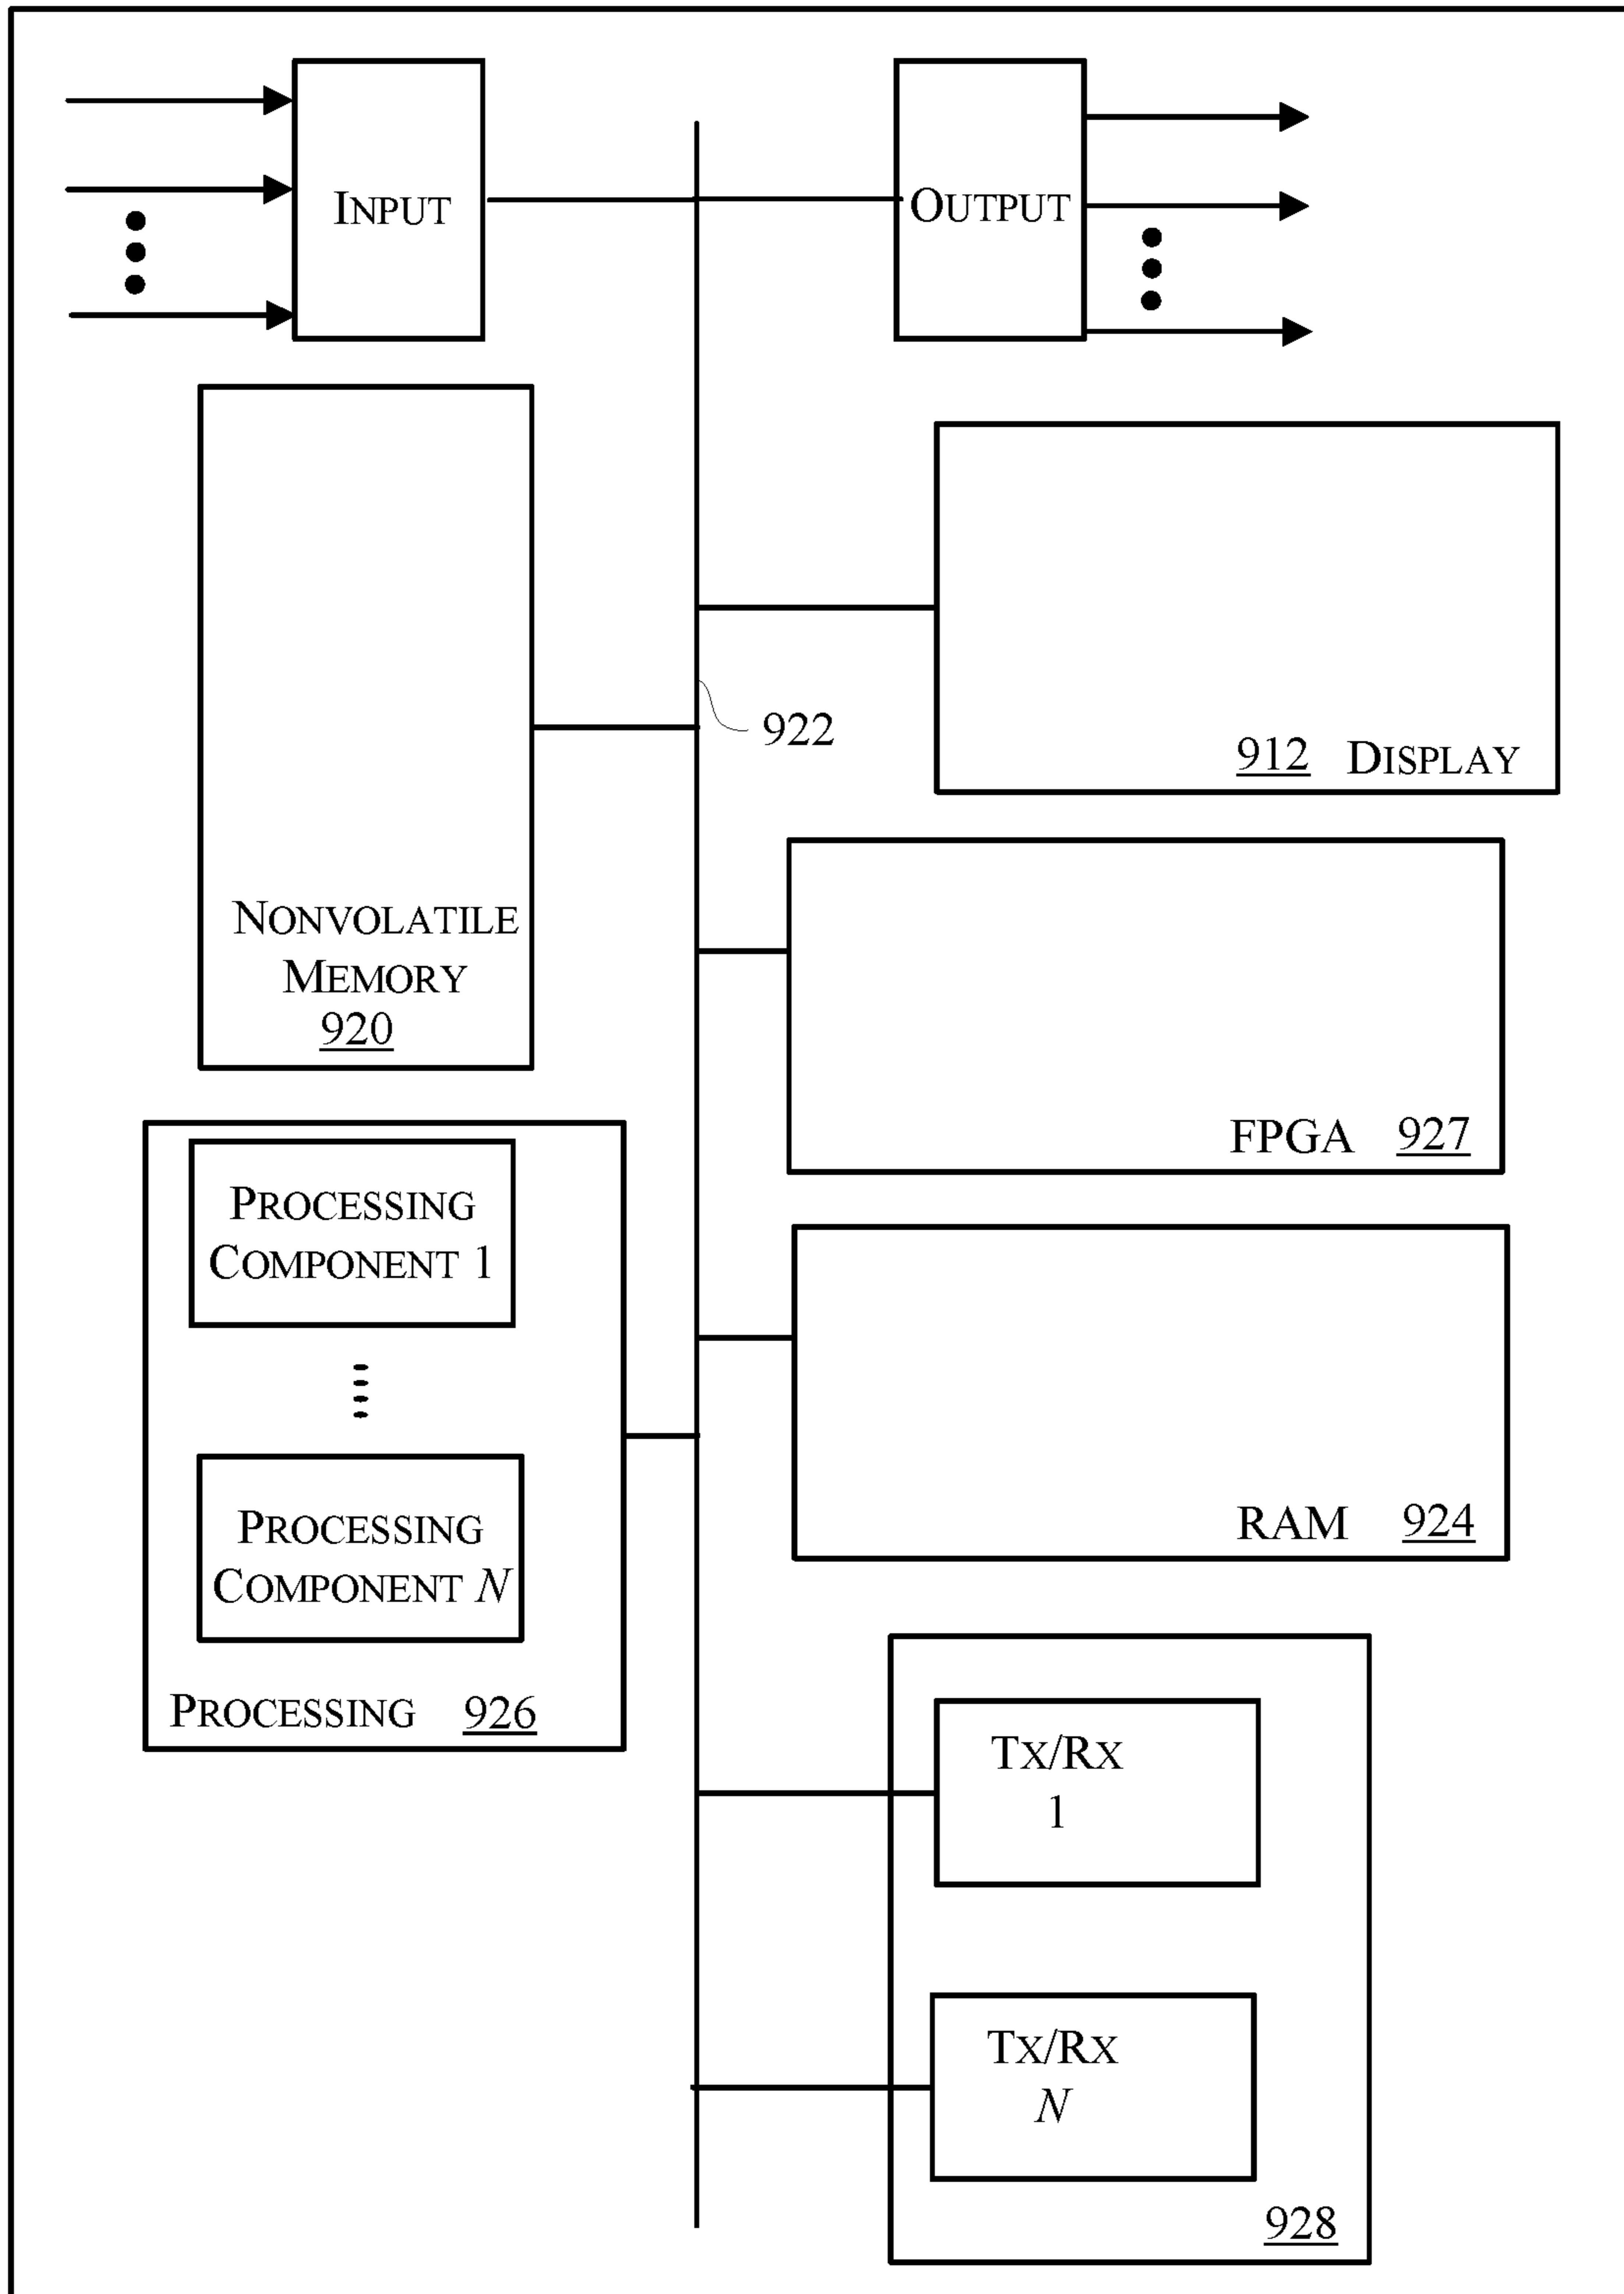 INPUT
OUTPUT
922
912 DISPLAY
NONVOLATILE
MEMORY
920
FPGA 927
PROCESSING
COMPONENT 1
RAM 924
PROCESSING
COMPONENT N
PROCESSING 926
TX/RX
1
TX/RX
N
928